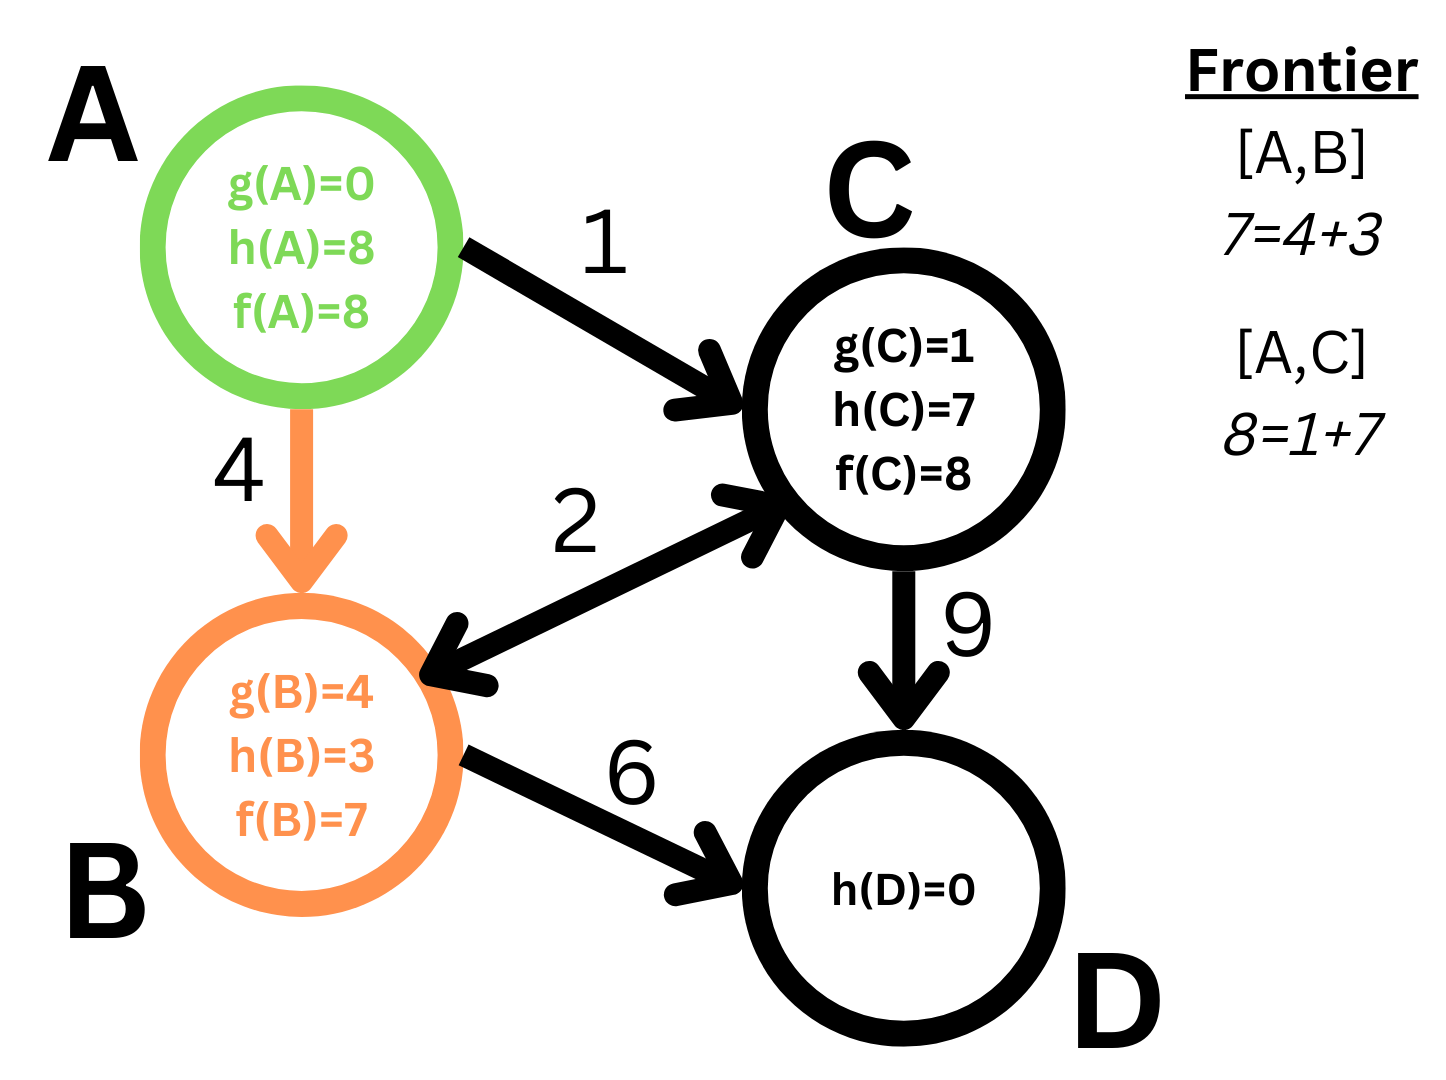 A
g(A)=0
h(A)=8
f(A)=8
1
C
g(C)=1
h(C)=7
f(C)=8
4
2
9
B
g(B)=4
h(B)=3
f(B)=7
6
h(D)=0
D
Frontier
[A,B]
7=4+3
[A,C]
8=1+7